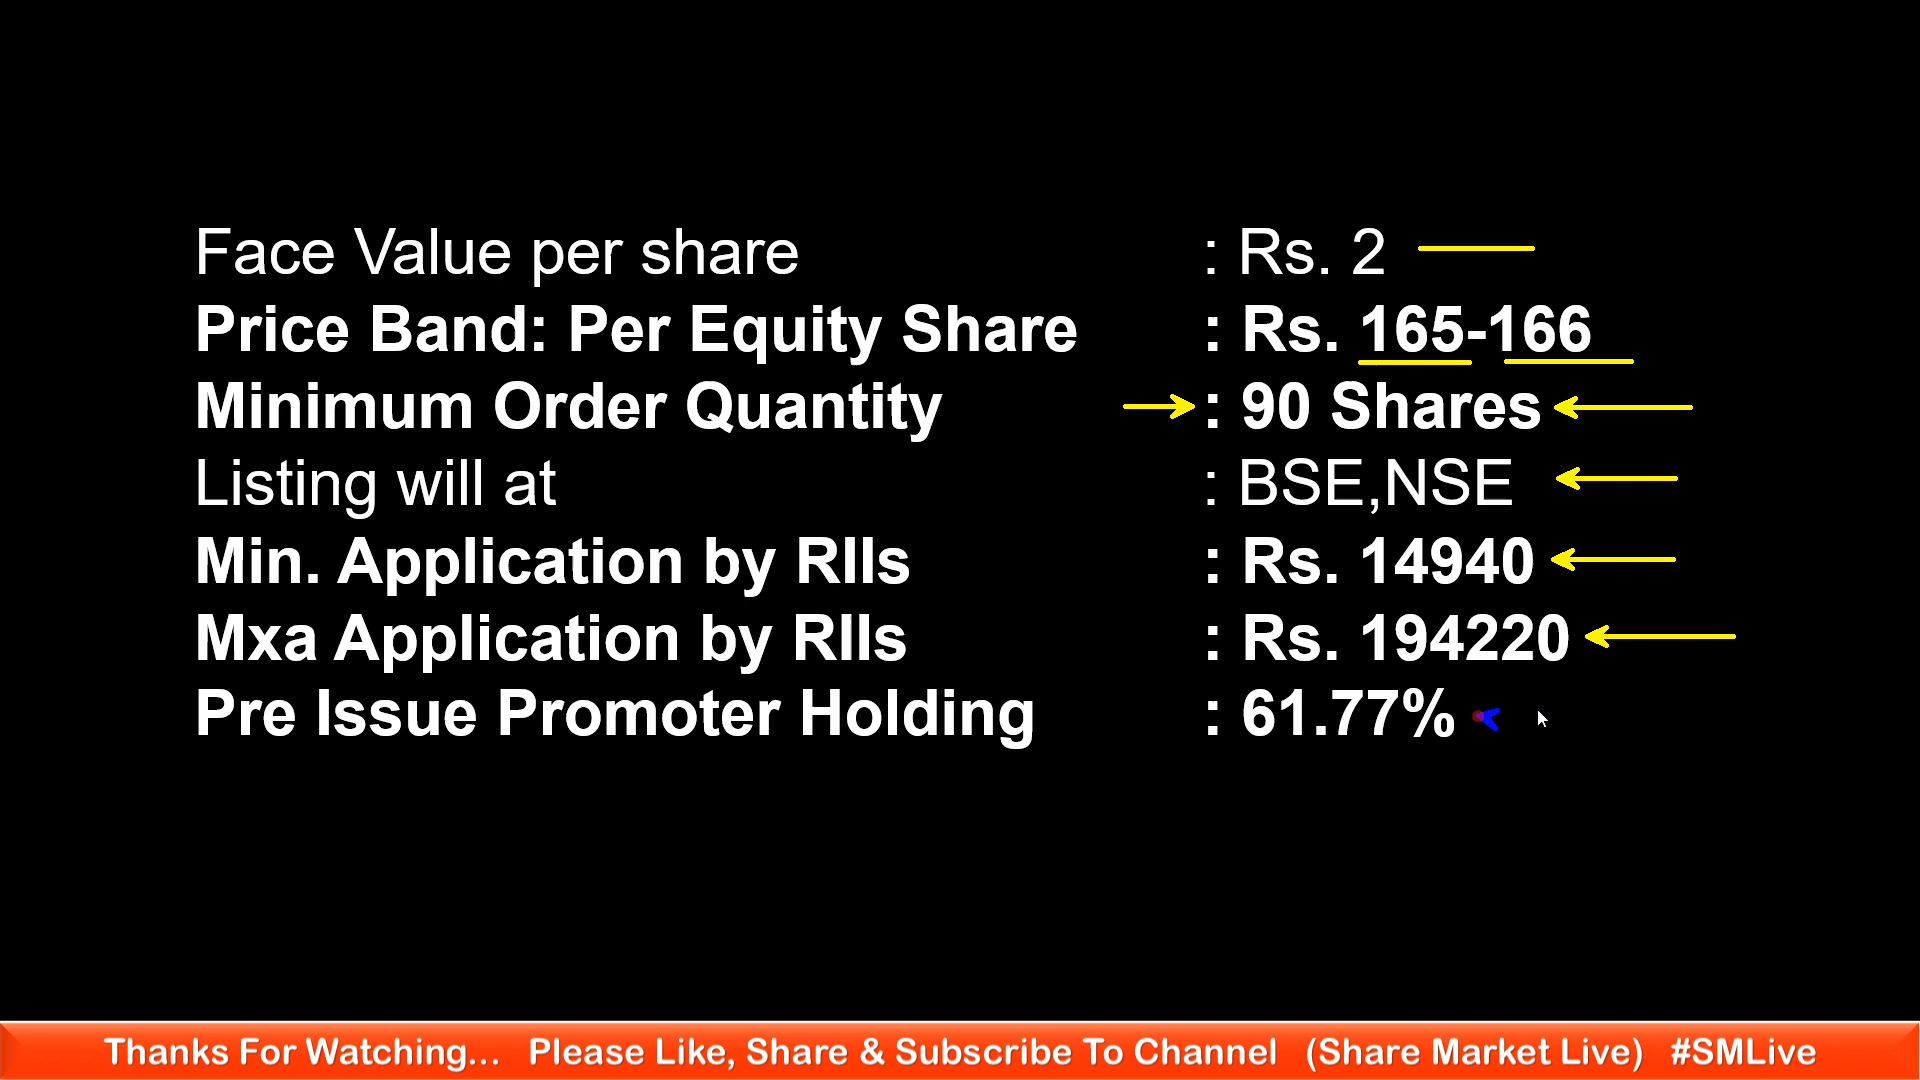 Face Value per share : Rs. 2
Price Band: Per Equity Share : Rs. 165-166
Minimum Order Quantity : 90 Shares
Listing will at : BSE,NSE
Min. Application by RIIs : Rs. 14940
Mxa Application by RIIs : Rs. 194220
Pre Issue Promoter Holding : 61.77%
Thanks For Watching... Please Like, Share & Subscribe To Channel (Share Market Live) #SMLive